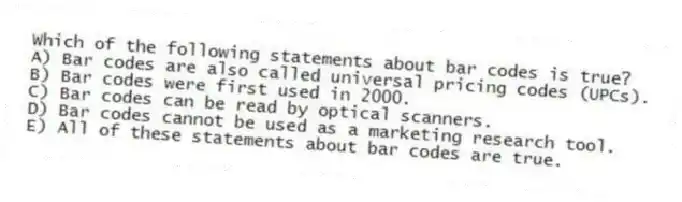 Which of the following statements about bar codes is true?
A) Bar codes are also called universal pricing codes (UPCs).
B) Bar codes were first used in 2000.
C) Bar codes can be read by optical scanners.
D) Bar codes cannot be used as a marketing research tool.
E) All of these statements about bar codes are true.